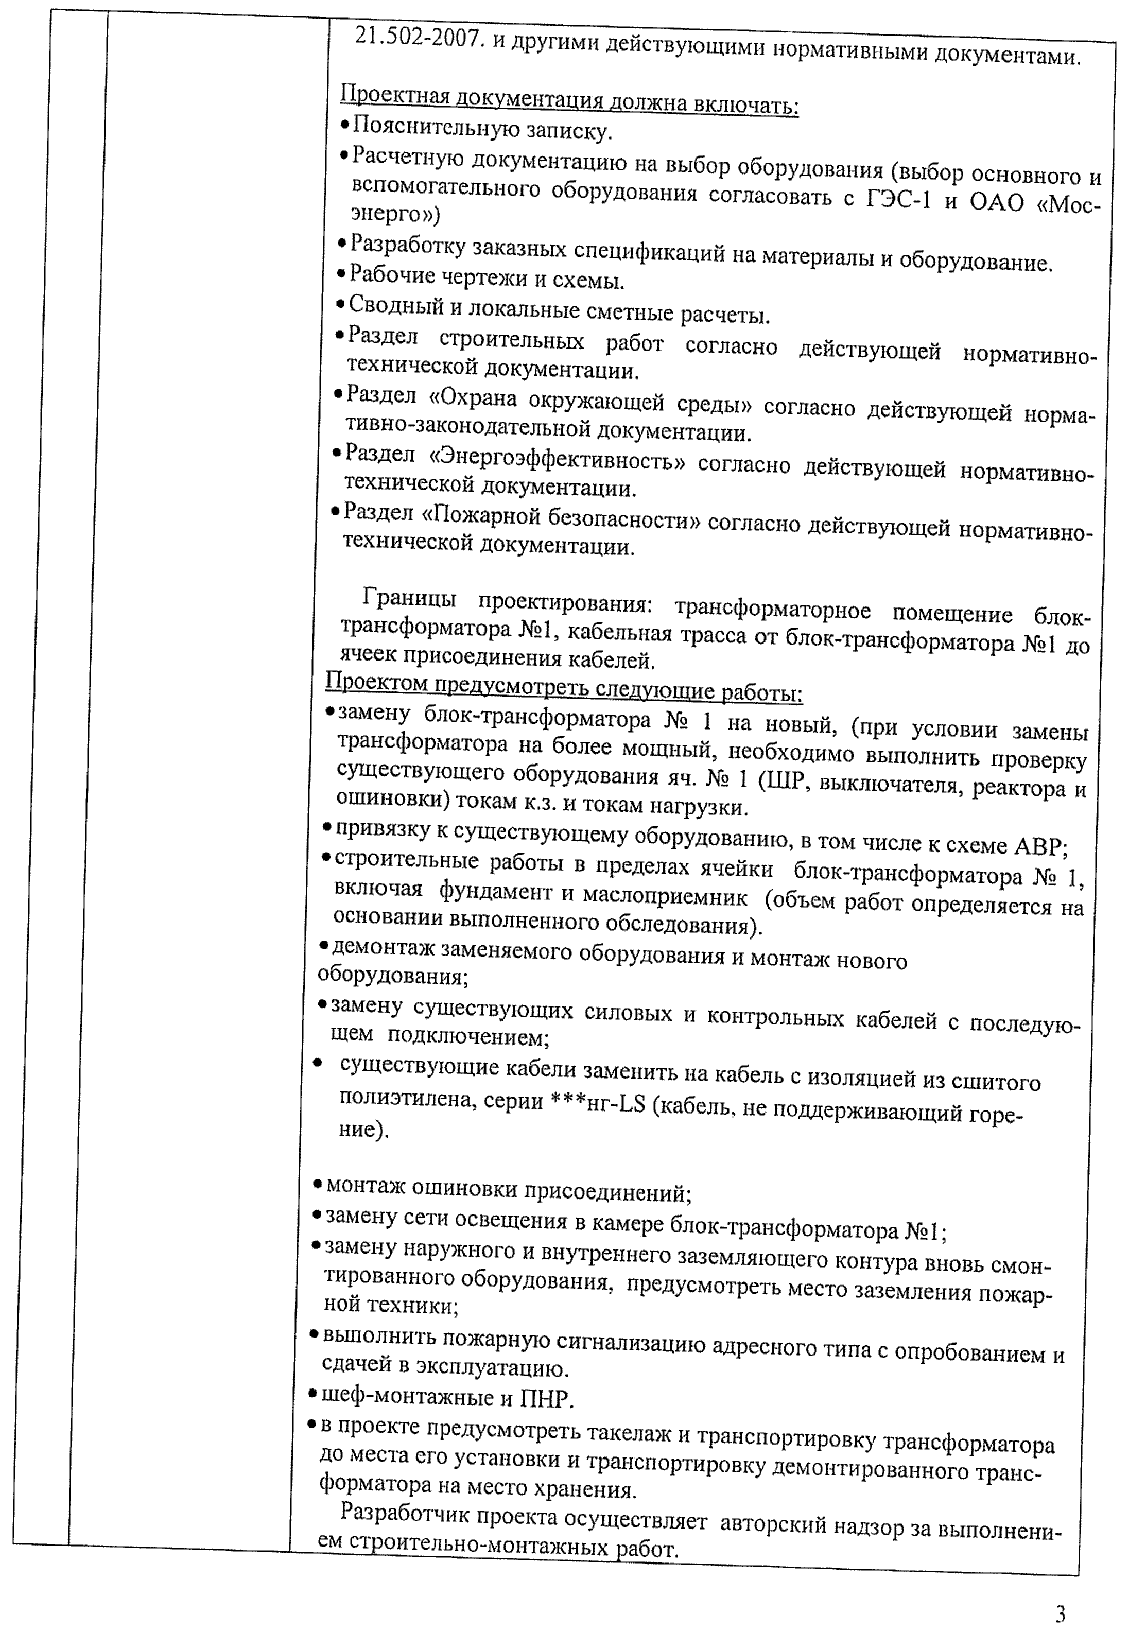 21.502-2007. и другими действующими нормативными документами.
Проектная документация должна включать:
•Пояснительную записку.
•Расчетную документацию на выбор оборудования (выбор основного и
вспомогательного оборудования согласовать с ГЭС-1 и ОАО «Мос-
энерго»)
•Разработку заказных спецификаций на материалы и оборудование.
•Рабочие чертежи и схемы.
•Сводный и локальные сметные расчеты.
•Раздел строительных работ согласно действующей нормативно-
технической документации.
•Раздел «Охрана окружающей среды» согласно действующей норма-
тивно-законодательной документации.
•Раздел «Энергоэффективность» согласно действующей нормативно-
технической документации.
•Раздел «Пожарной безопасности» согласно действующей нормативно-
технической документации.
Границы проектирования: трансформаторное помещение блок-
трансформатора №1, кабельная трасса от блок-трансформатора №1 до
ячеек присоединения кабелей.
Проектом предусмотреть следующие работы:
•замену блок-трансформатора № 1 на новый, (при условии замены
трансформатора на более мощный, необходимо выполнить проверку
существующего оборудования яч. № 1 (ШР, выключателя, реактора и
ошиновки) токам к.з. и токам нагрузки.
•привязку к существующему оборудованию, в том числе к схеме АВР;
•строительные работы в пределах ячейки блок-трансформатора № 1,
включая фундамент и маслоприемник (объем работ определяется на
основании выполненного обследования).
•демонтаж заменяемого оборудования и монтаж нового
оборудования;
•замену существующих силовых и контрольных кабелей с последую-
щем подключением;
• существующие кабели заменить на кабель с изоляцией из сшитого
полиэтилена, серии ***нг-LS (кабель, не поддерживающий горе-
ние).
•монтаж ошиновки присоединений;
•замену сети освещения в камере блок-трансформатора №1;
•замену наружного и внутреннего заземляющего контура вновь смон-
тированного оборудования, предусмотреть место заземления пожар-
ной техники;
•выполнить пожарную сигнализацию адресного типа с опробованием и
сдачей в эксплуатацию.
•шеф-монтажные и ПНР.
•в проекте предусмотреть такелаж и транспортировку трансформатора
до места его установки и транспортировку демонтированного транс-
форматора на место хранения.
Разработчик проекта осуществляет авторский надзор за выполнени-
ем строительно-монтажных работ.
3